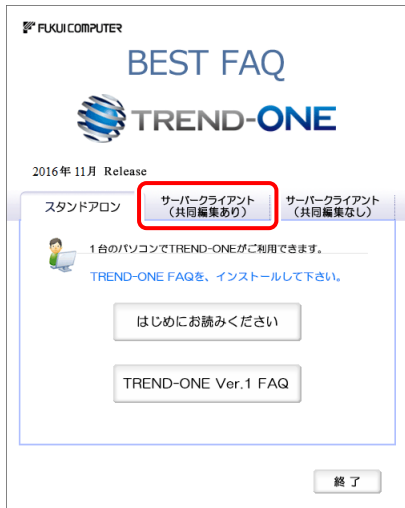 FUKUI COMPUTER
BEST FAQ
TREND-ONE
2016年11月 Release
スタンドアロン
サーバークライアント
（共同編集あり）
サーバークライアント
（共同編集なし）
1台のパソコンでTREND-ONEがご利用できます。
TREND-ONE FAQを、インストールして下さい。
はじめにお読みください
TREND-ONE Ver.1 FAQ
終 了